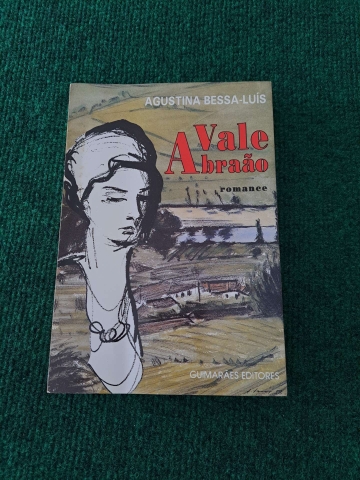 AGUSTINA BESSA-LUÍS
Vale
Abraão
romance
GUIMARÃES EDITORES